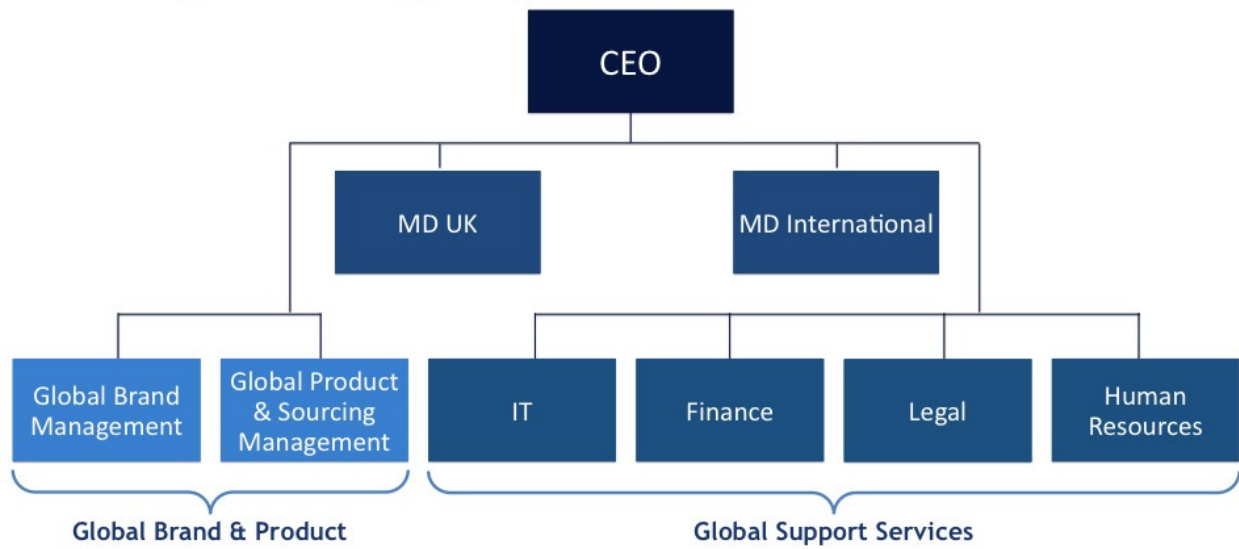 CEO
MD UK
MD International
Global Brand
Management
Global Product
& Sourcing
Management
IT
Finance
Legal
Human
Resources
Global Brand & Product
Global Support Services